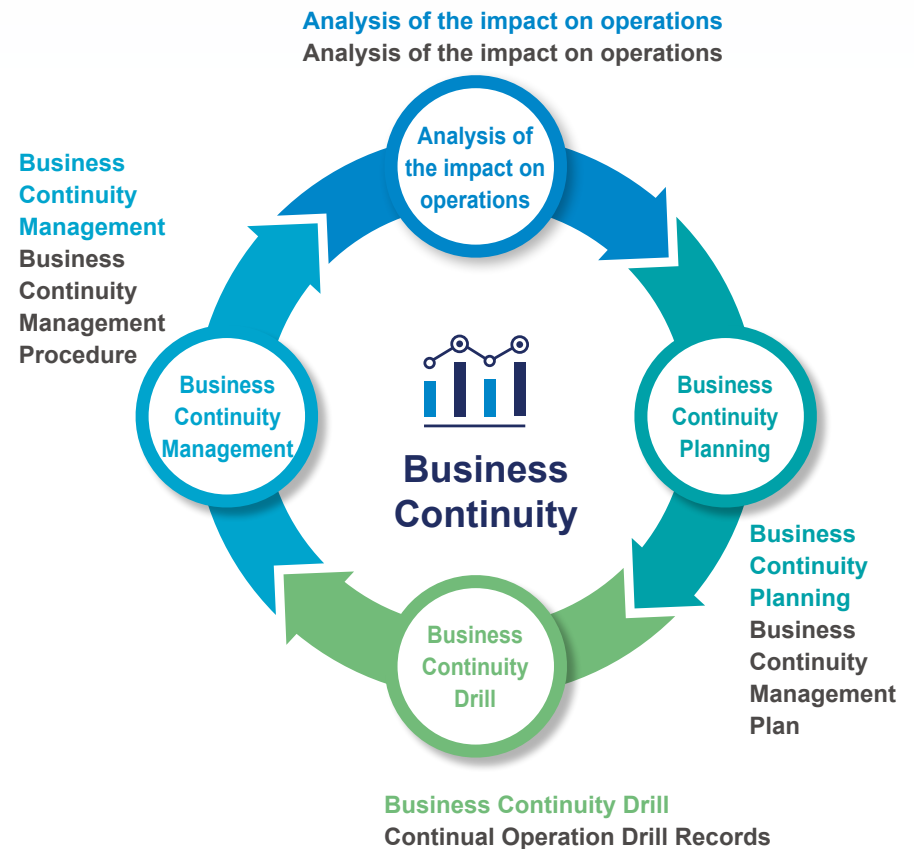 Analysis of the impact on operations
Analysis of the impact on operations
Analysis of
the impact on
operations
Business
Continuity
Management
Business
Continuity
Management
Procedure
Business
Continuity
Management
Business
Continuity
Business
Continuity
Planning
Business
Continuity
Planning
Business
Continuity
Management
Plan
Business
Continuity
Drill
Business Continuity Drill
Continual Operation Drill Records